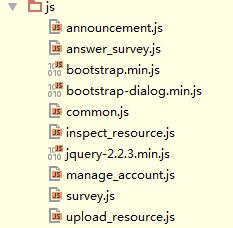 js
announcement.js
answer_survey.js
bootstrap.min.js
bootstrap-dialog.min.js
common.js
inspect_resource.js
jquery-2.2.3.min.js
manage_account.js
survey.js
upload_resource.js